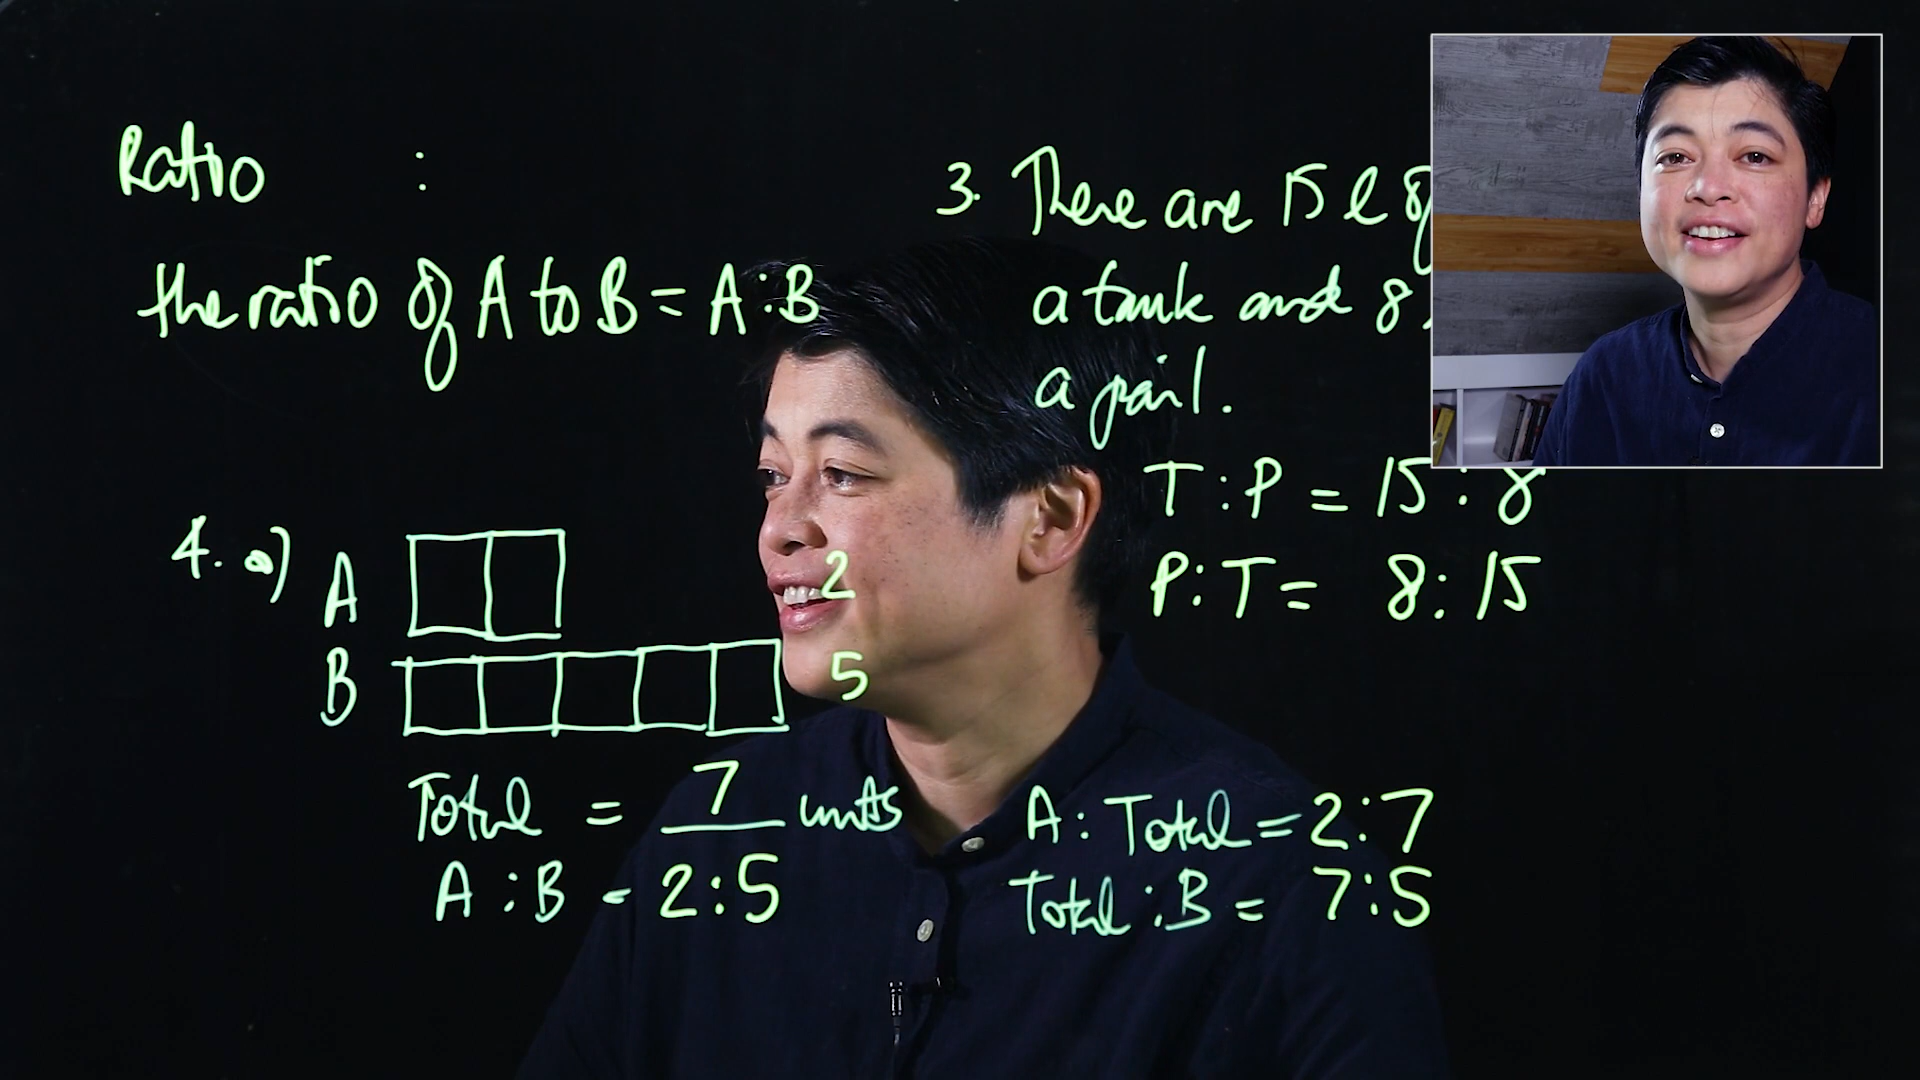 Ratio :
the ratio of A to B = A:B
3. There are 15 l of
a tank and 8
a pail.
T:P = 15:8
P:T = 8:15
4. a)
A 2
B 5
Total = 7 units
A:B = 2:5
A: Total = 2:7
Total:B = 7:5